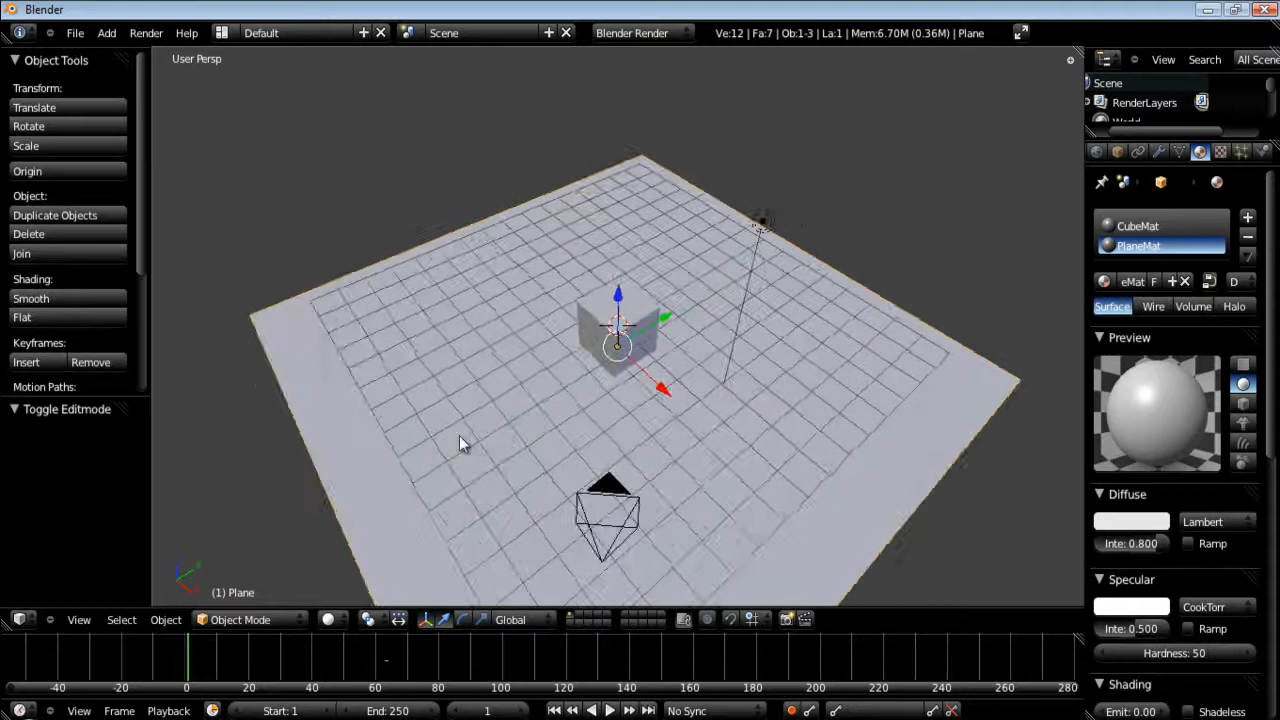 Blender
File Add Render Help Default Scene Blender Render Ve:12 | Fa:7 | Ob:1-3 | La:1 | Mem:6.70M (0.36M) | Plane
Object Tools
Transform:
Translate
Rotate
Scale
Origin
Object:
Duplicate Objects
Delete
Join
Shading:
Smooth
Flat
Keyframes:
Insert Remove
Motion Paths:
Toggle Editmode
User Persp
(1) Plane
View Search All Scene
Scene
RenderLayers
World
CubeMat
PlaneMat
eMat F D
Surface Wire Volume Halo
Preview
Diffuse
Lambert
Inte: 0.800 Ramp
Specular
CookTorr
Inte: 0.500 Ramp
Hardness: 50
Shading
Emit: 0.00 Shadeless
View Select Object Object Mode Global
-40 -20 0 20 40 60 80 100 120 140 160 180 200 220 240 260 280
View Frame Playback Start: 1 End: 250 1 No Sync